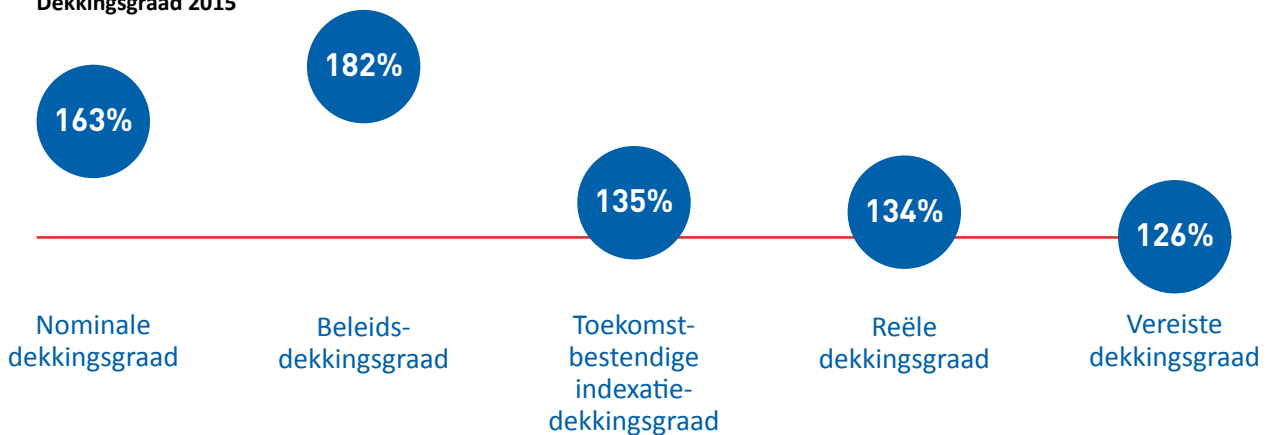 Dekkingsgraad 2015
163%
182%
135%
134%
126%
Nominale
dekkingsgraad
Beleids-
dekkingsgraad
Toekomst-
bestendige
indexatie-
dekkingsgraad
Reële
dekkingsgraad
Vereiste
dekkingsgraad